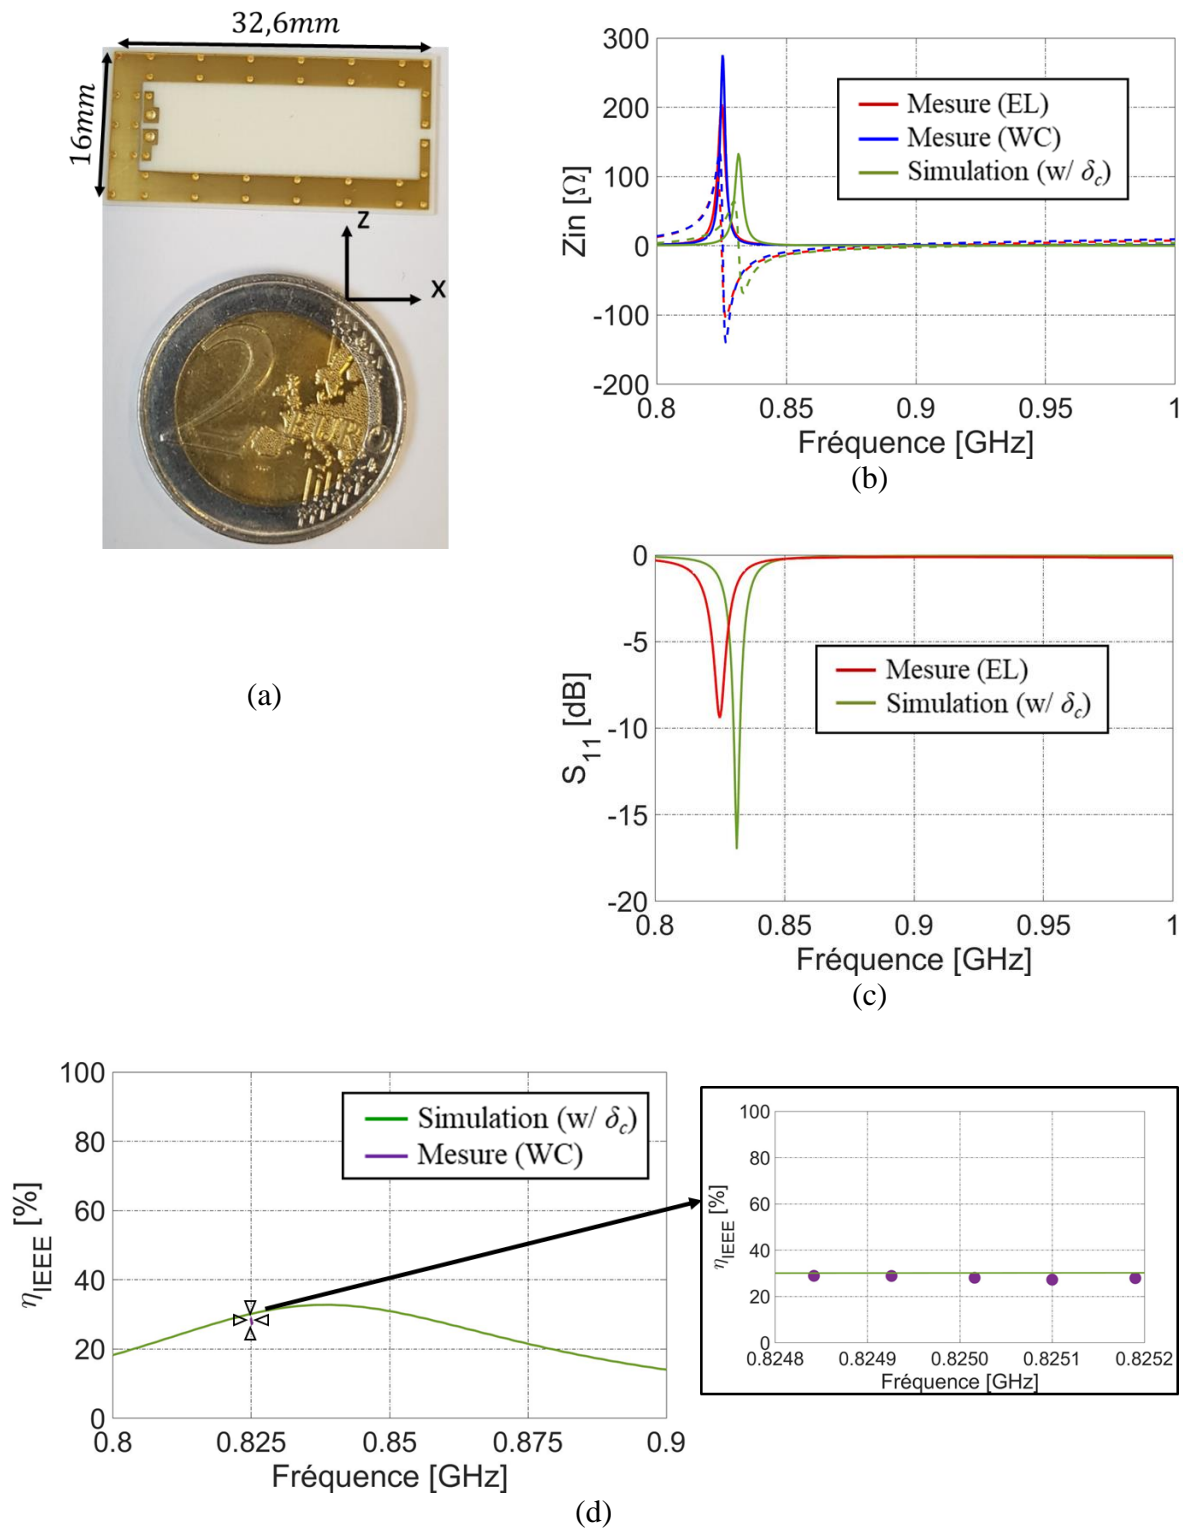 32,6mm
16mm
z
x
(a)
300
200
100
0
-100
-200
Zin [Ω]
Mesure (EL)
Mesure (WC)
Simulation (w/ δc)
0.8 0.85 0.9 0.95 1
Fréquence [GHz]
(b)
0
-5
-10
-15
-20
S11 [dB]
Mesure (EL)
Simulation (w/ δc)
0.8 0.85 0.9 0.95 1
Fréquence [GHz]
(c)
100
80
60
40
20
0
ηIEEE [%]
Simulation (w/ δc)
Mesure (WC)
0.8 0.825 0.85 0.875 0.9
Fréquence [GHz]
100
80
60
40
20
0
ηIEEE [%]
0.8248 0.8249 0.8250 0.8251 0.8252
Fréquence [GHz]
(d)